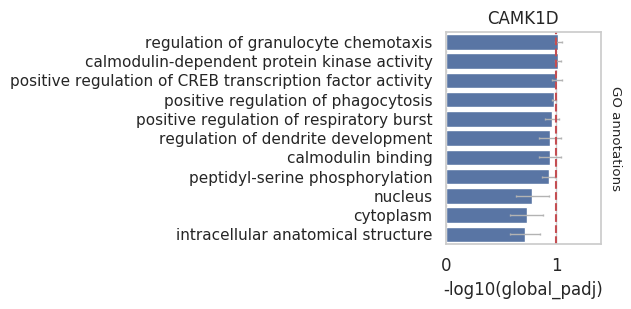 CAMK1D
regulation of granulocyte chemotaxis
calmodulin-dependent protein kinase activity
positive regulation of CREB transcription factor activity
positive regulation of phagocytosis
positive regulation of respiratory burst
regulation of dendrite development
calmodulin binding
peptidyl-serine phosphorylation
nucleus
cytoplasm
intracellular anatomical structure
GO annotations
0 1
-log10(global_padj)